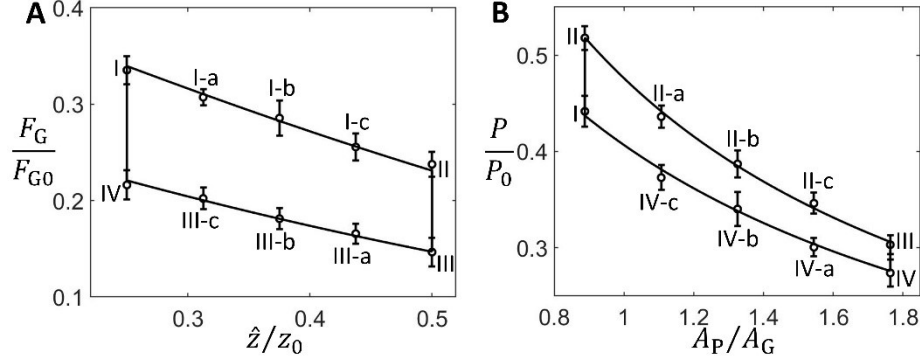 A
0.4
0.3
0.2
0.1
F_G
F_G0
I
I-a
I-b
I-c
II
IV
III-c
III-b
III-a
III
0.3
0.4
0.5
ẑ/z₀
B
0.5
0.4
0.3
P
P₀
II
II-a
II-b
II-c
III
I
IV-c
IV-b
IV-a
IV
0.8
1
1.2
1.4
1.6
1.8
A_P/A_G